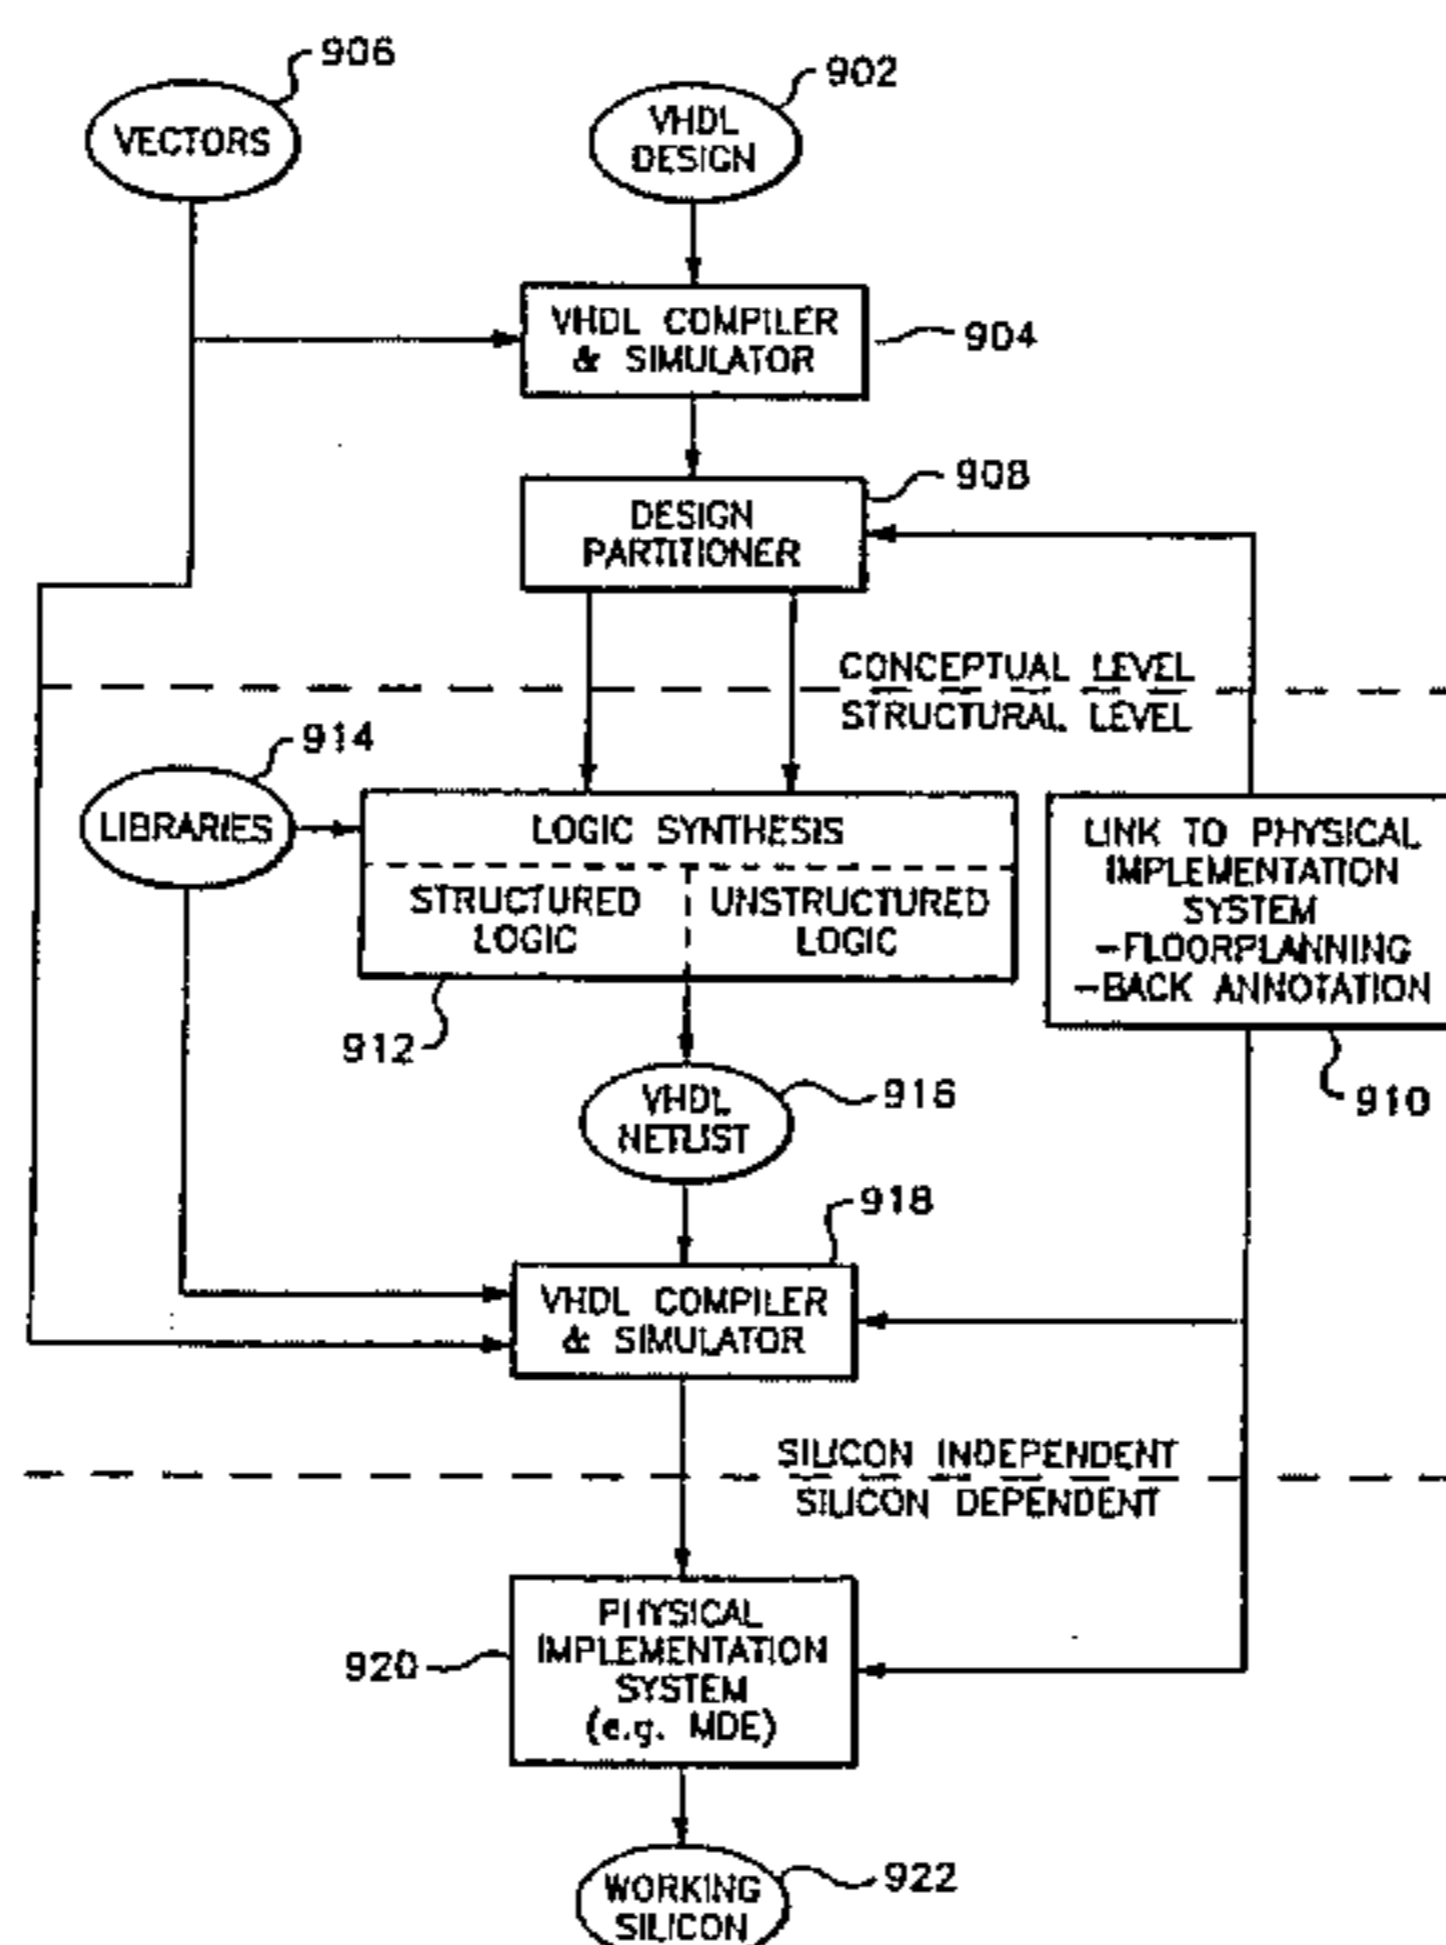 906
902
VECTORS
VHDL
DESIGN
VHDL COMPILER
& SIMULATOR
904
908
DESIGN
PARTITIONER
CONCEPTUAL LEVEL
STRUCTURAL LEVEL
914
LIBRARIES
LOGIC SYNTHESIS
STRUCTURED
LOGIC
UNSTRUCTURED
LOGIC
LINK TO PHYSICAL
IMPLEMENTATION
SYSTEM
-FLOORPLANNING
-BACK ANNOTATION
912
910
VHDL
NETLIST
916
918
VHDL COMPILER
& SIMULATOR
SILICON INDEPENDENT
SILICON DEPENDENT
PHYSICAL
IMPLEMENTATION
SYSTEM
(e.g. MDE)
920
922
WORKING
SILICON